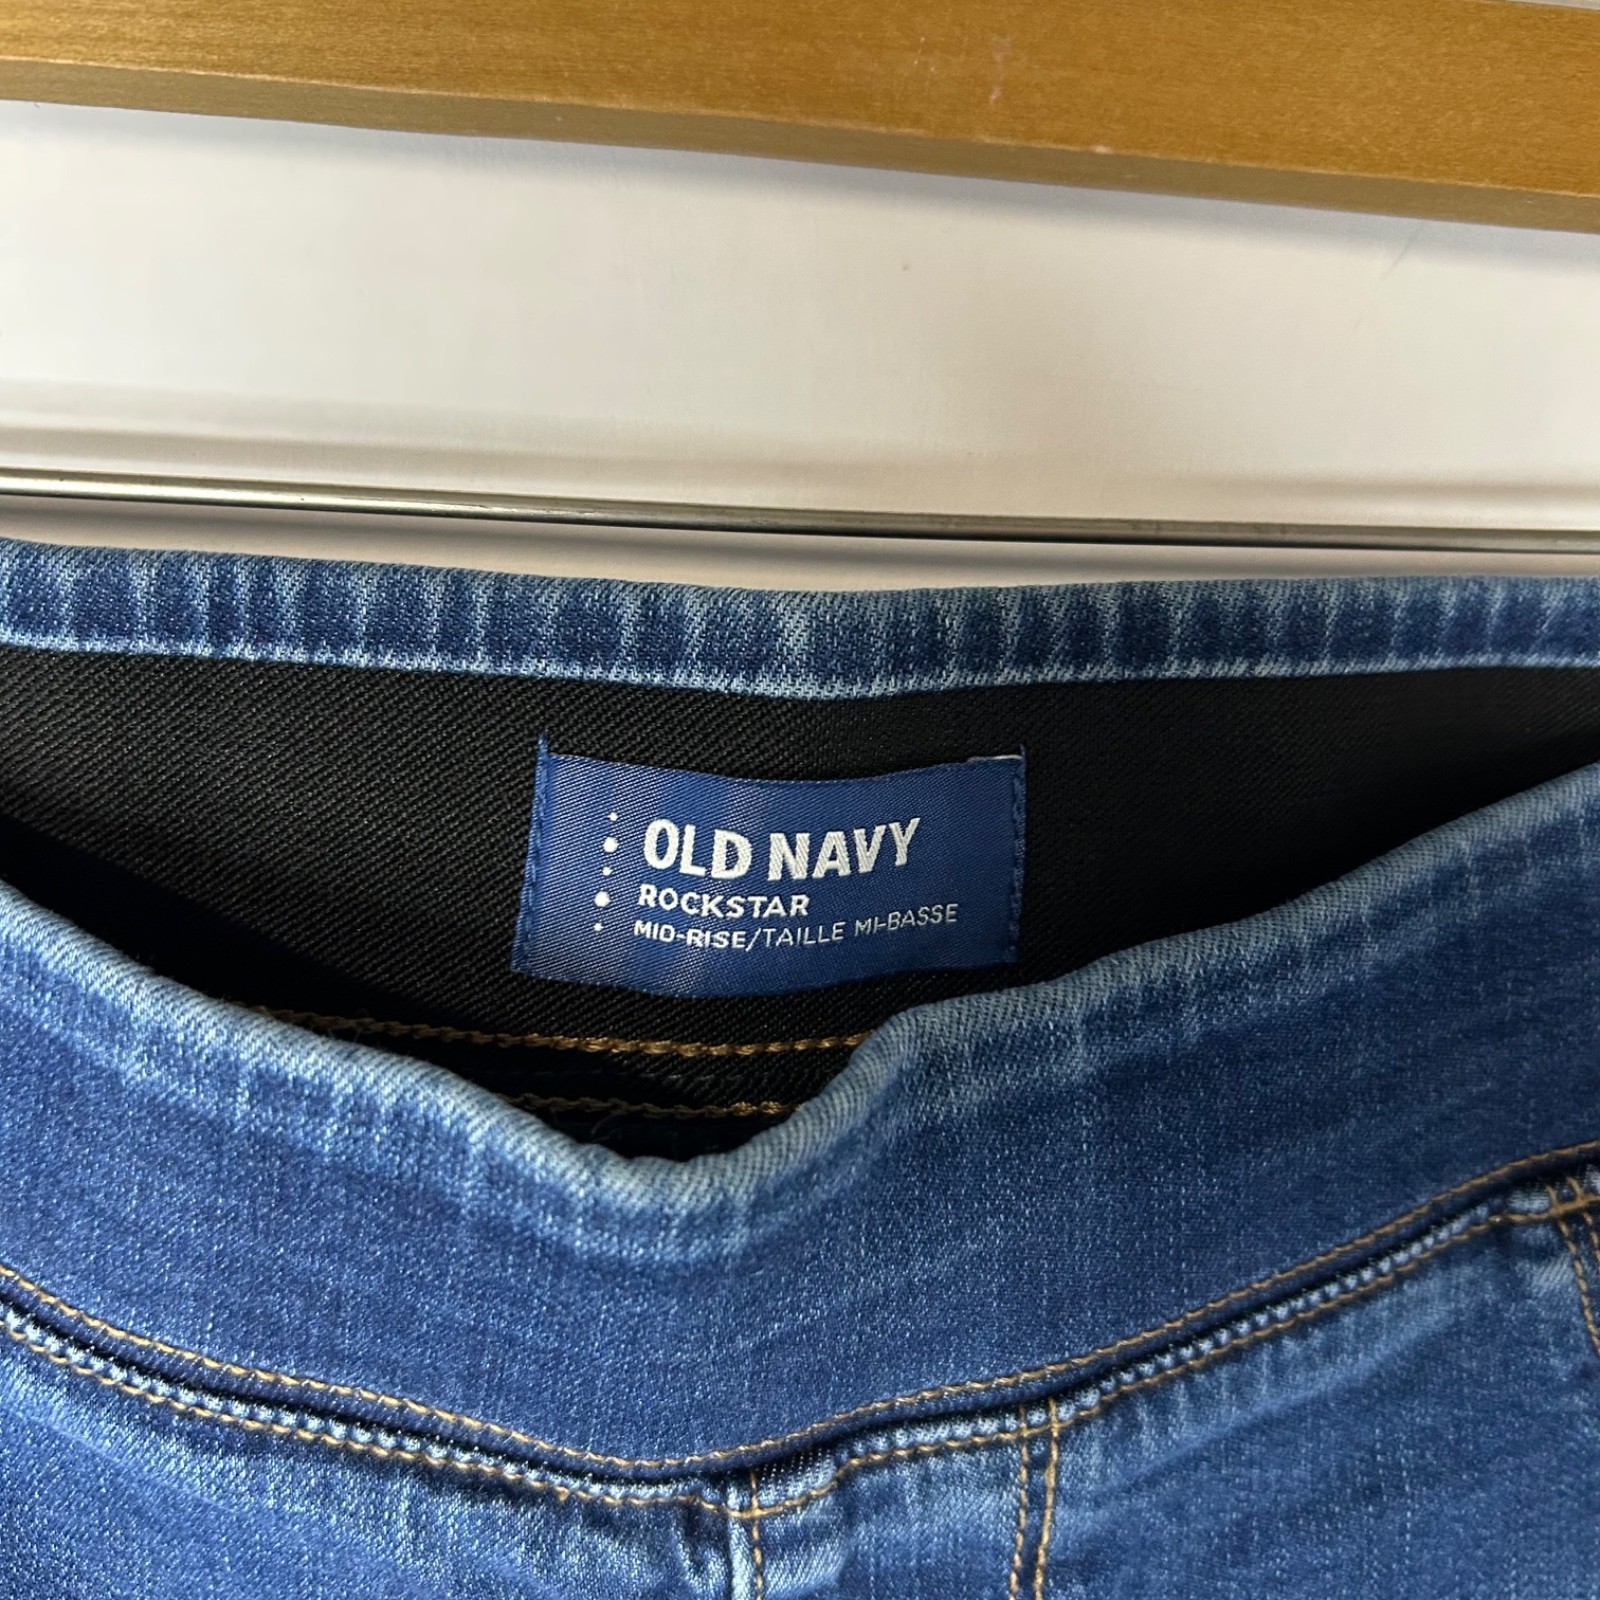 OLD NAVY
ROCKSTAR
MID-RISE/TAILLE MI-BASSE